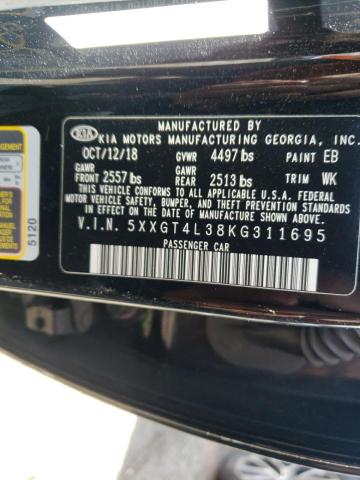 MANUFACTURED BY
KIA KIA MOTORS MANUFACTURING GEORGIA, INC.
OCT/12/18 GVWR 4497 lbs PAINT EB
GAWR FRONT 2557 lbs GAWR REAR 2513 lbs TRIM WK
THIS VEHICLE CONFORMS TO ALL APPLICABLE U.S.A. FEDERAL
MOTOR VEHICLE SAFETY, BUMPER, AND THEFT PREVENTION STANDARDS
IN EFFECT ON THE DATE OF MANUFACTURE SHOWN ABOVE.
V.I.N. 5XXGT4L38KG311695
PASSENGER CAR
5120